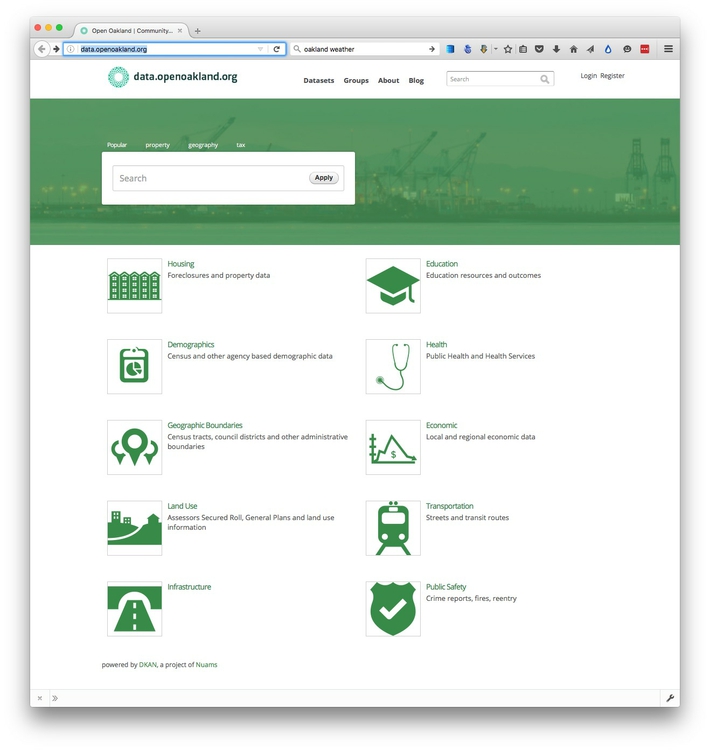 Open Oakland | Community...
data.openoakland.org
oakland weather
data.openoakland.org
Datasets Groups About Blog
Search
Login Register
Popular property geography tax
Search
Apply
Housing
Foreclosures and property data
Education
Education resources and outcomes
Demographics
Census and other agency based demographic data
Health
Public Health and Health Services
Geographic Boundaries
Census tracts, council districts and other administrative
boundaries
Economic
Local and regional economic data
$
Land Use
Assessors Secured Roll, General Plans and land use
information
Transportation
Streets and transit routes
Infrastructure
Public Safety
Crime reports, fires, reentry
powered by DKAN, a project of Nuams